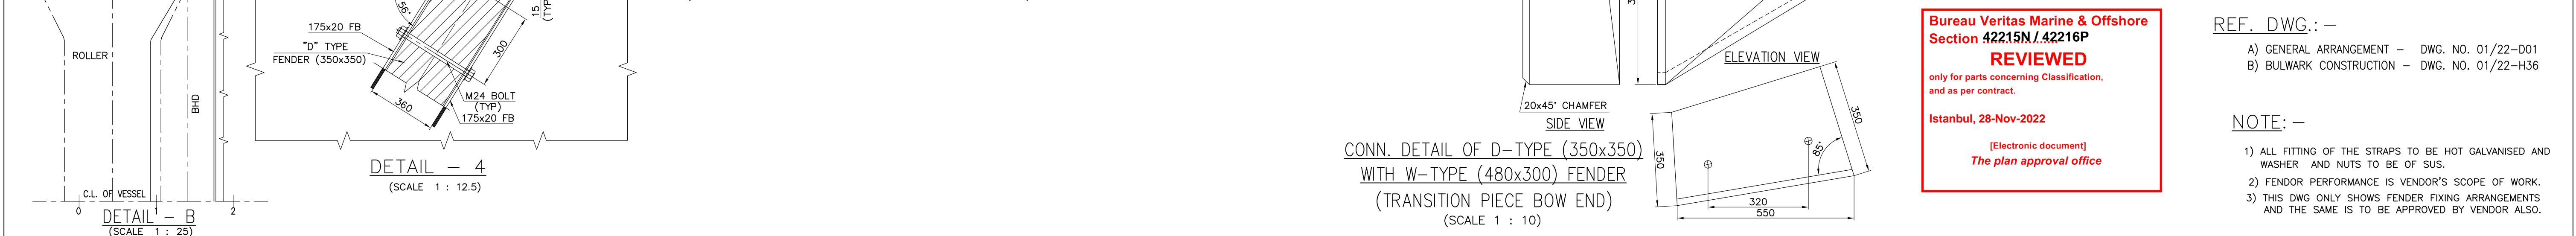 ROLLER
BHD
C.L. OF VESSEL
0
1
2
DETAIL - B
(SCALE 1 : 25)
56°
175x20 FB
"D" TYPE
FENDER (350x350)
15
(TYP)
300
360
M24 BOLT
(TYP)
175x20 FB
DETAIL - 4
(SCALE 1 : 12.5)
20x45° CHAMFER
SIDE VIEW
ELEVATION VIEW
CONN. DETAIL OF D-TYPE (350x350)
WITH W-TYPE (480x300) FENDER
(TRANSITION PIECE BOW END)
(SCALE 1 : 10)
350
350
85°
320
550
Bureau Veritas Marine & Offshore
Section 42215N / 42216P
REVIEWED
only for parts concerning Classification,
and as per contract.
Istanbul, 28-Nov-2022
[Electronic document]
The plan approval office
REF. DWG.: -
A) GENERAL ARRANGEMENT - DWG. NO. 01/22-D01
B) BULWARK CONSTRUCTION - DWG. NO. 01/22-H36
NOTE: -
1) ALL FITTING OF THE STRAPS TO BE HOT GALVANISED AND
WASHER AND NUTS TO BE OF SUS.
2) FENDOR PERFORMANCE IS VENDOR'S SCOPE OF WORK.
3) THIS DWG ONLY SHOWS FENDER FIXING ARRANGEMENTS
AND THE SAME IS TO BE APPROVED BY VENDOR ALSO.